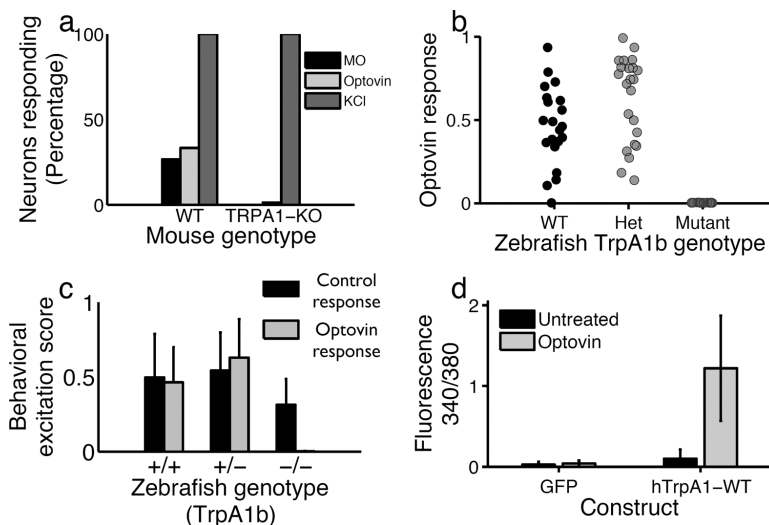 a
100
50
0
Neurons responding
(Percentage)
MO
Optovin
KCl
WT
TRPA1-KO
Mouse genotype
b
1
0.5
0
Optovin response
WT
Het
Mutant
Zebrafish TrpA1b genotype
c
1
0.5
0
Behavioral
excitation score
Control
response
Optovin
response
+/+
+/−
−/−
Zebrafish genotype
(TrpA1b)
d
2
1
0
Fluorescence
340/380
Untreated
Optovin
GFP
hTrpA1-WT
Construct